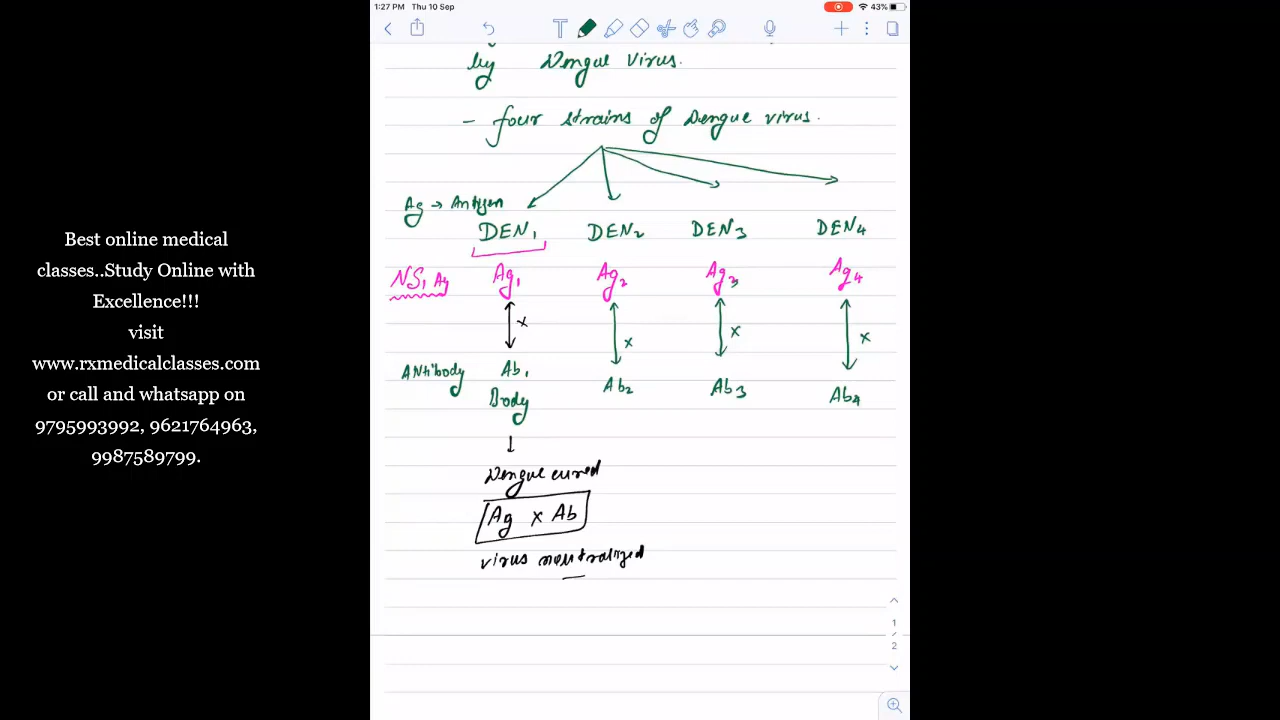 1:27 PM Thu 10 Sep
43%
by Dengue Virus.
- four strains of Dengue virus.
Ag → Antigen
DEN1 DEN2 DEN3 DEN4
NS1 Ag Ag1 Ag2 Ag3 Ag4
x x x x
Antibody Ab1 Ab2 Ab3 Ab4
Body
Dengue cured
Ag x Ab
virus neutralized
1
2
Best online medical
classes..Study Online with
Excellence!!!
visit
www.rxmedicalclasses.com
or call and whatsapp on
9795993992, 9621764963,
9987589799.